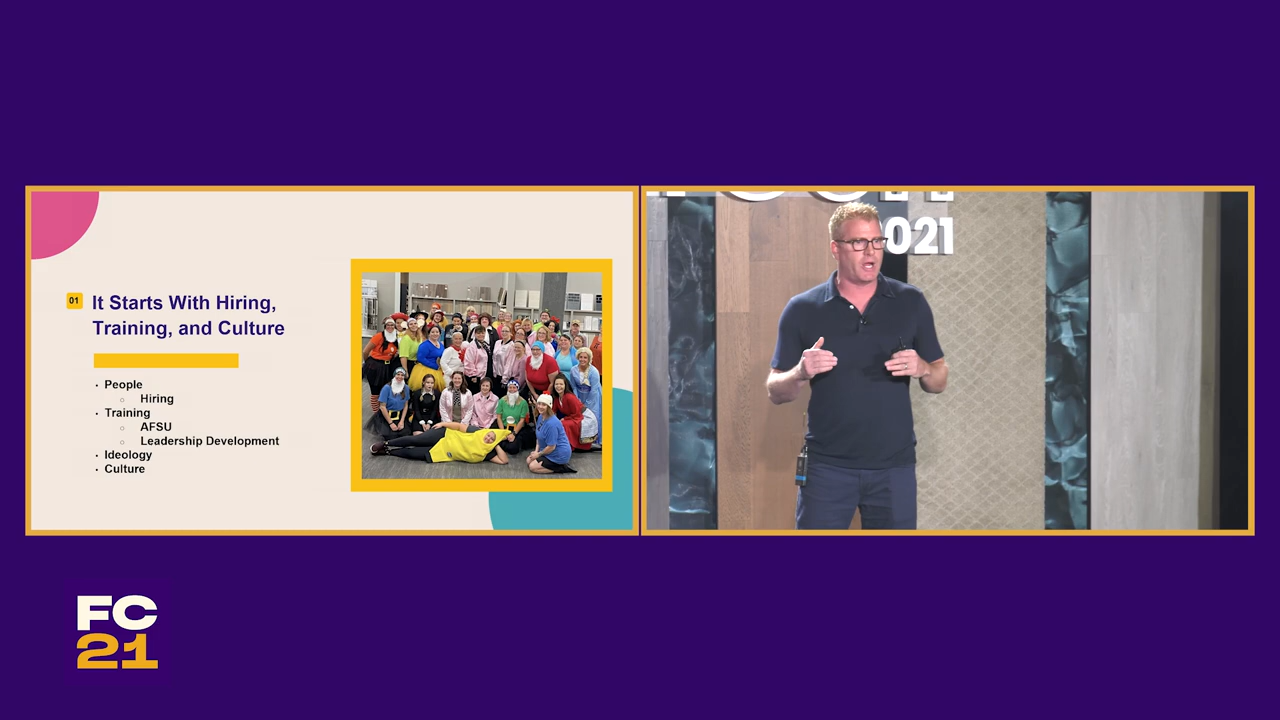 01
It Starts With Hiring,
Training, and Culture
· People
○ Hiring
· Training
○ AFSU
○ Leadership Development
· Ideology
· Culture
021
FC
21